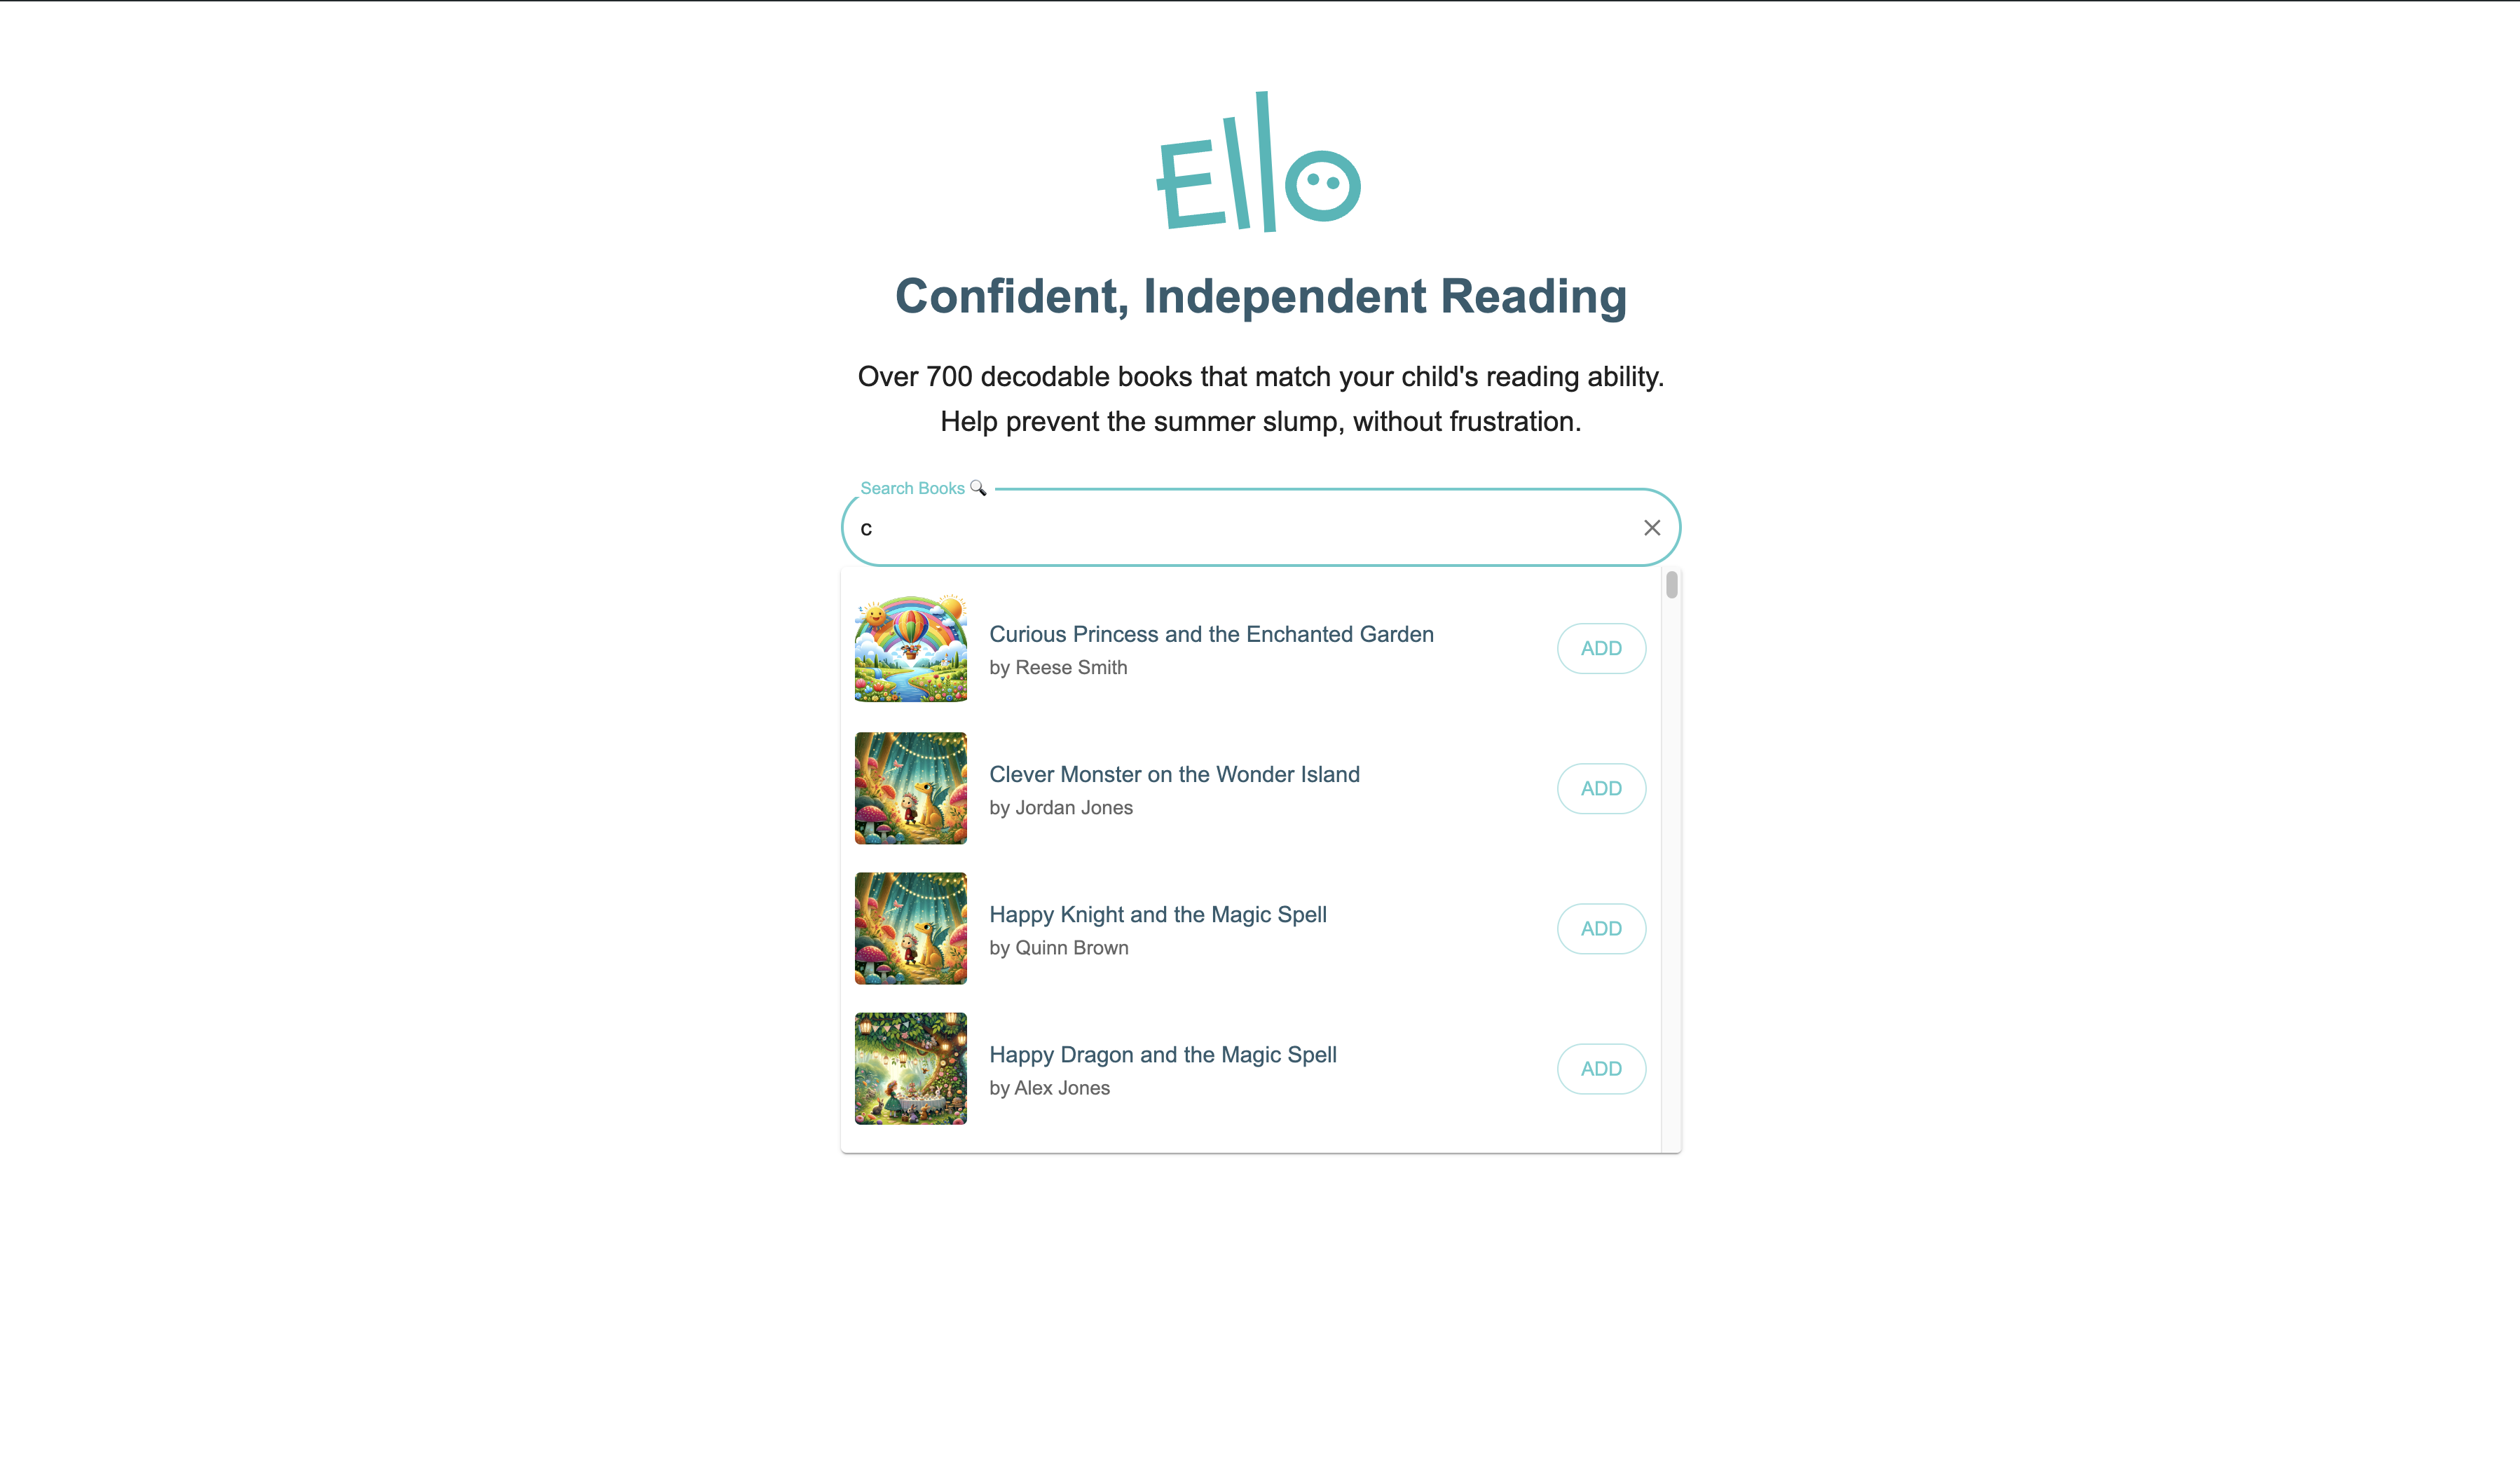 Ello
Confident, Independent Reading
Over 700 decodable books that match your child's reading ability.
Help prevent the summer slump, without frustration.
Search Books 🔍
c
Curious Princess and the Enchanted Garden
by Reese Smith
ADD
Clever Monster on the Wonder Island
by Jordan Jones
ADD
Happy Knight and the Magic Spell
by Quinn Brown
ADD
Happy Dragon and the Magic Spell
by Alex Jones
ADD